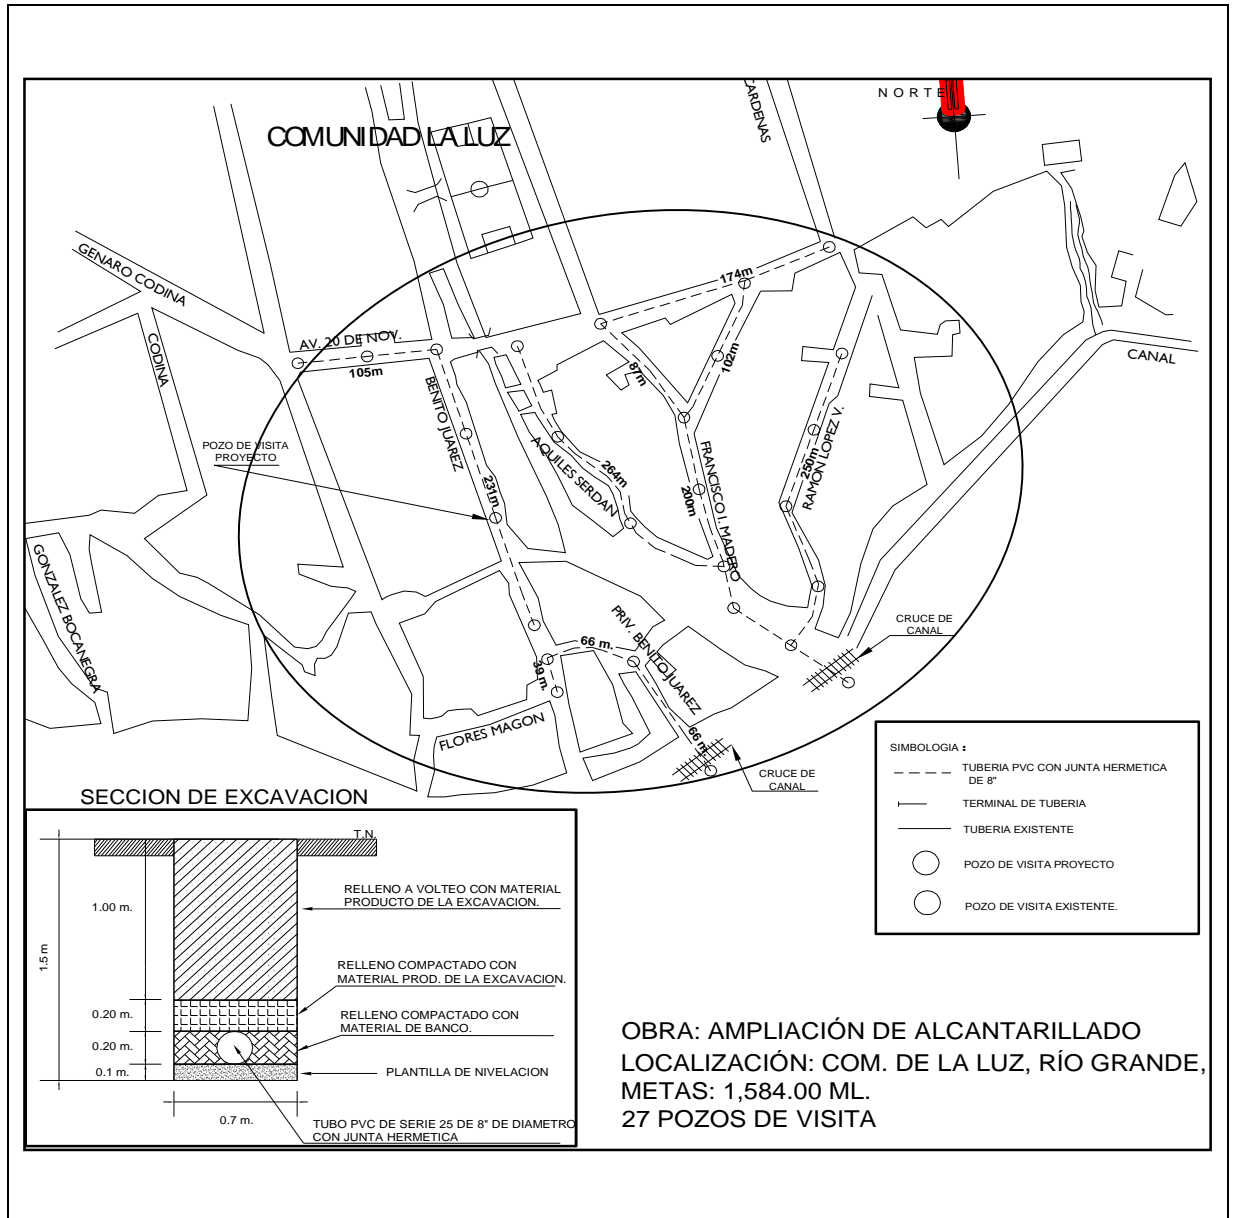 NORTE
CARDENAS
COMUNIDAD LA LUZ
GENARO CODINA
CODINA
AV. 20 DE NOV.
105m
174m
87m
102m
CANAL
BENITO JUAREZ
POZO DE VISITA
PROYECTO
231m.
AQUILES SERDAN
264m
FRANCISCO I. MADERO
200m
RAMON LOPEZ V.
250m
GONZALEZ BOCANEGRA
PRIV. BENITO JUAREZ
66 m.
39 m.
66 m.
FLORES MAGON
CRUCE DE
CANAL
CRUCE DE
CANAL
SIMBOLOGIA :
TUBERIA PVC CON JUNTA HERMETICA
DE 8"
TERMINAL DE TUBERIA
TUBERIA EXISTENTE
POZO DE VISITA PROYECTO
POZO DE VISITA EXISTENTE.
SECCION DE EXCAVACION
T.N.
1.5 m
1.00 m.
0.20 m.
0.20 m.
0.1 m.
0.7 m.
RELLENO A VOLTEO CON MATERIAL
PRODUCTO DE LA EXCAVACION.
RELLENO COMPACTADO CON
MATERIAL PROD. DE LA EXCAVACION.
RELLENO COMPACTADO CON
MATERIAL DE BANCO.
PLANTILLA DE NIVELACION
TUBO PVC DE SERIE 25 DE 8" DE DIAMETRO
CON JUNTA HERMETICA
OBRA: AMPLIACIÓN DE ALCANTARILLADO
LOCALIZACIÓN: COM. DE LA LUZ, RÍO GRANDE,
METAS: 1,584.00 ML.
27 POZOS DE VISITA